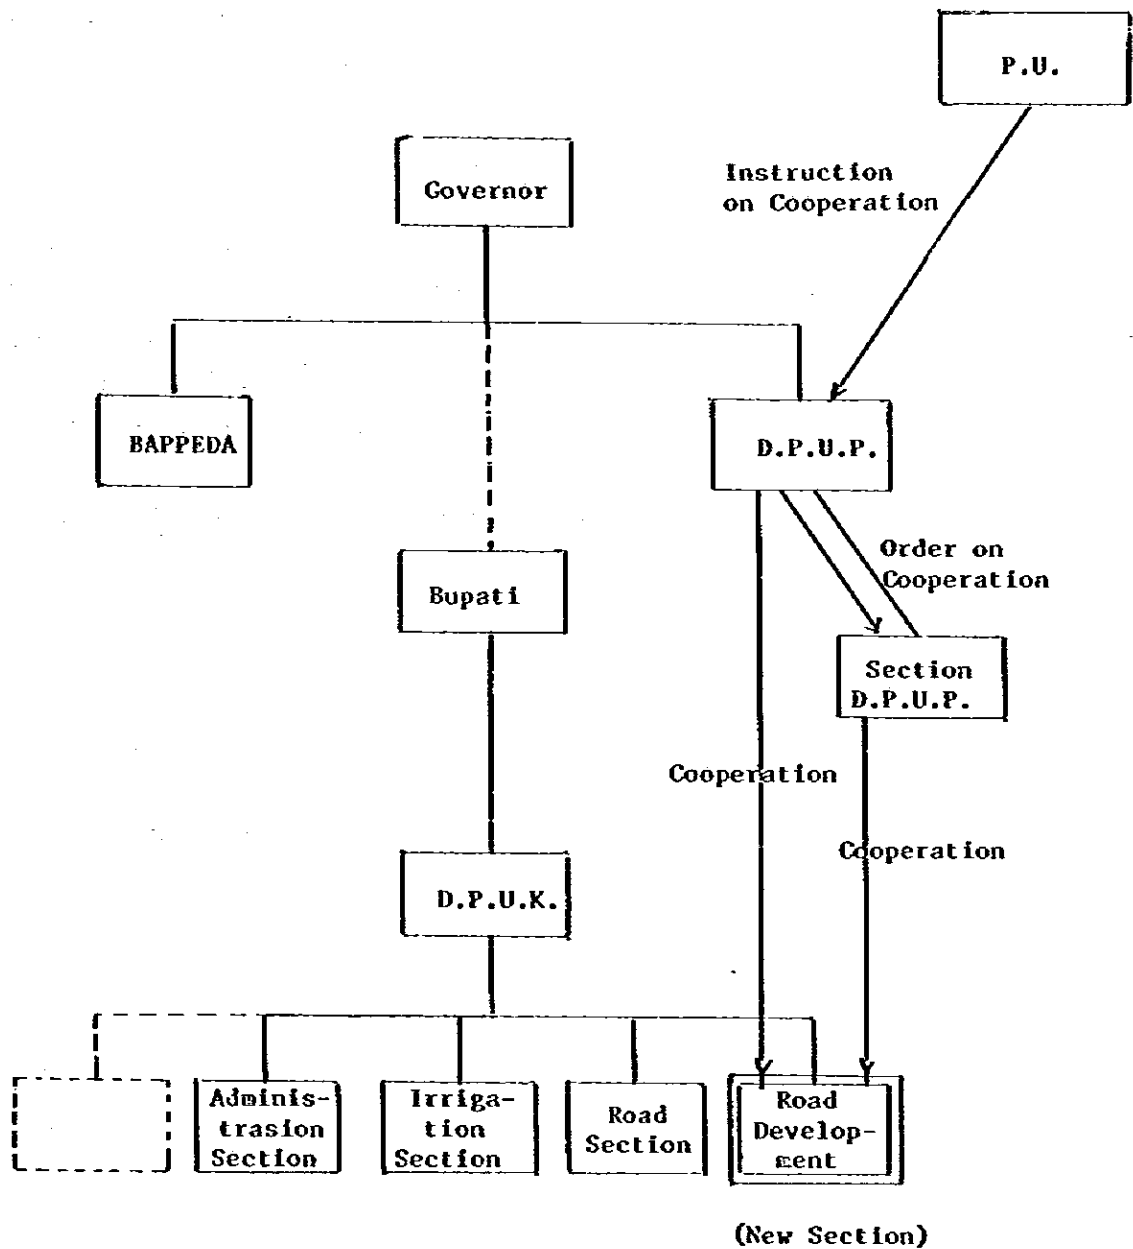 P.U.
Instruction
on Cooperation
Governor
BAPPEDA
D.P.U.P.
Order on
Cooperation
Bupati
Section
D.P.U.P.
Cooperation
Cooperation
D.P.U.K.
Adminis-
trasion
Section
Irriga-
tion
Section
Road
Section
Road
Develop-
ment
(New Section)